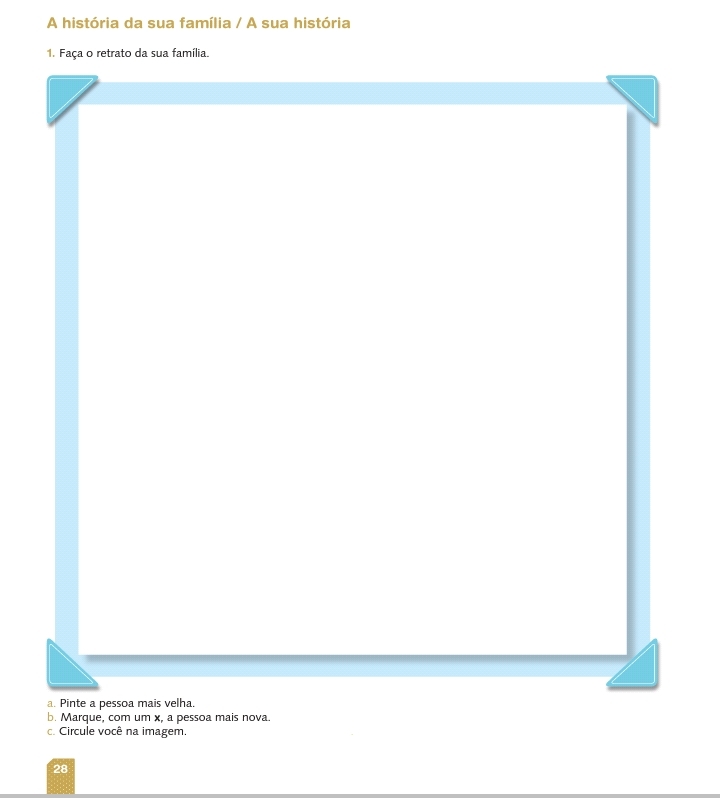 A história da sua família / A sua história
1. Faça o retrato da sua família.
a. Pinte a pessoa mais velha.
b. Marque, com um x, a pessoa mais nova.
c. Circule você na imagem.
28